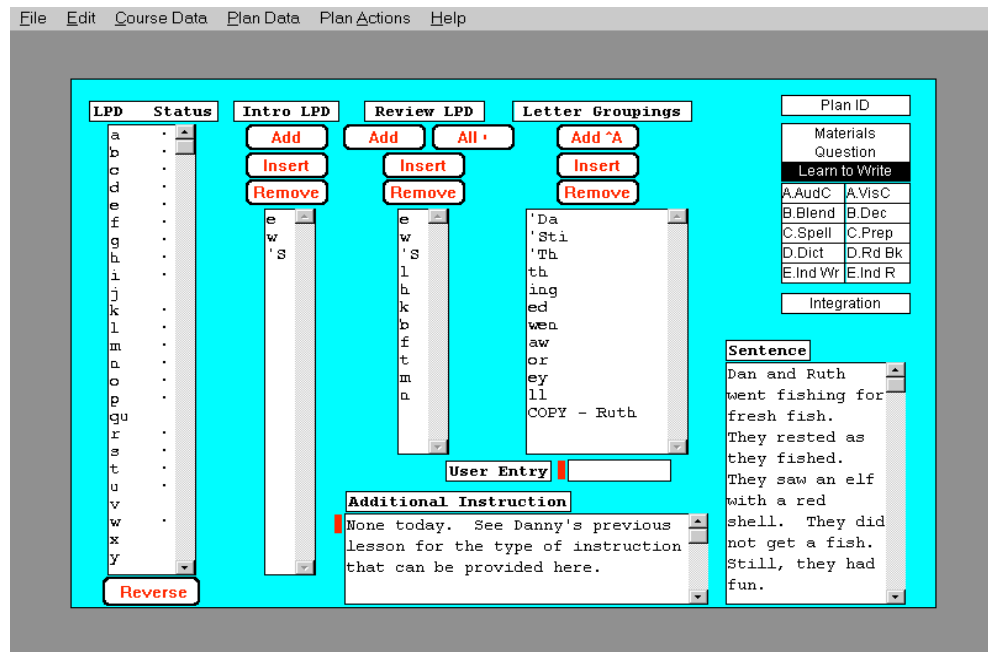 File Edit Course Data Plan Data Plan Actions Help
LPD Status
a ·
b ·
c ·
d ·
e ·
f ·
g ·
h ·
i ·
j
k ·
l ·
m ·
n ·
o ·
p ·
qu
r ·
s ·
t ·
u ·
v
w ·
x
y
Reverse
Intro LPD
Add
Insert
Remove
e
w
'S
Review LPD
Add All ·
Insert
Remove
e
w
'S
l
h
k
b
f
t
m
n
Letter Groupings
Add ^A
Insert
Remove
'Da
'Sti
'Th
th
ing
ed
wen
aw
or
ey
ll
COPY - Ruth
User Entry
Additional Instruction
None today. See Danny's previous
lesson for the type of instruction
that can be provided here.
Plan ID
Materials
Question
Learn to Write
A.AudC A.VisC
B.Blend B.Dec
C.Spell C.Prep
D.Dict D.Rd Bk
E.Ind Wr E.Ind R
Integration
Sentence
Dan and Ruth
went fishing for
fresh fish.
They rested as
they fished.
They saw an elf
with a red
shell. They did
not get a fish.
Still, they had
fun.